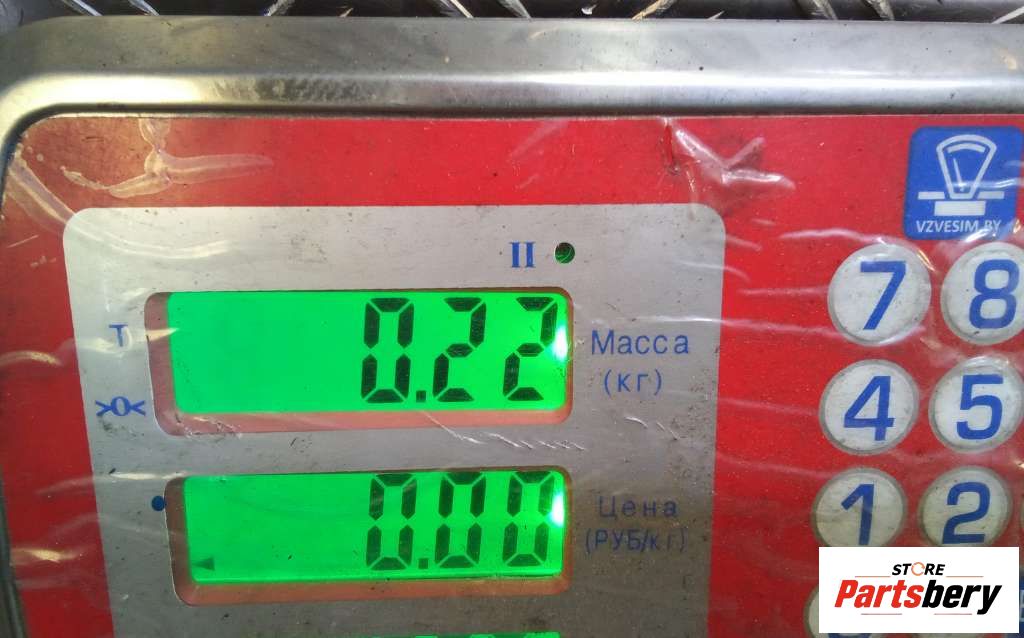 VZVESIM.BY
II
7 8
Т
0.22
Масса
(кг)
>0<
4 5
0.00
Цена
(РУБ/кг)
1 2
STORE
Partsbery